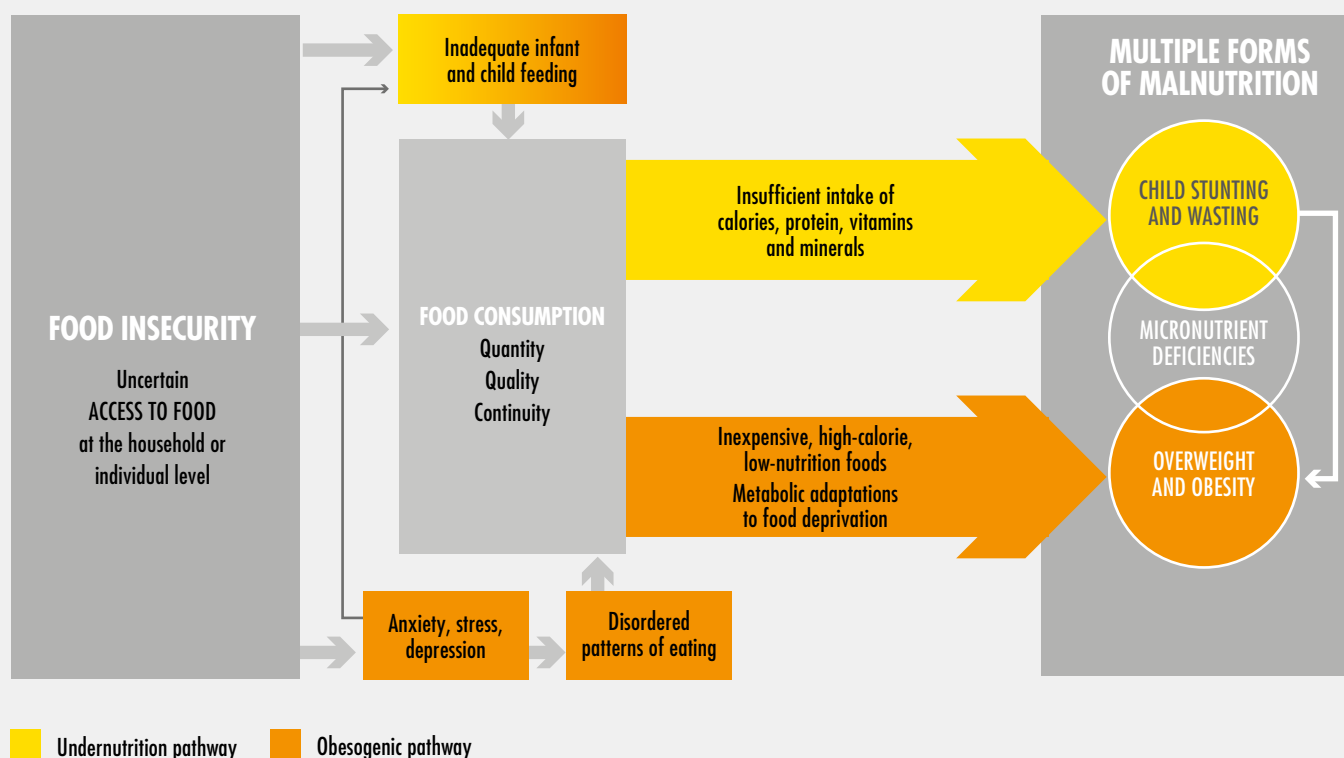 Inadequate infant
and child feeding
MULTIPLE FORMS
OF MALNUTRITION
FOOD INSECURITY
Uncertain
ACCESS TO FOOD
at the household or
individual level
FOOD CONSUMPTION
Quantity
Quality
Continuity
Insufficient intake of
calories, protein, vitamins
and minerals
Inexpensive, high-calorie,
low-nutrition foods
Metabolic adaptations
to food deprivation
CHILD STUNTING
AND WASTING
MICRONUTRIENT
DEFICIENCIES
OVERWEIGHT
AND OBESITY
Anxiety, stress,
depression
Disordered
patterns of eating
Undernutrition pathway
Obesogenic pathway